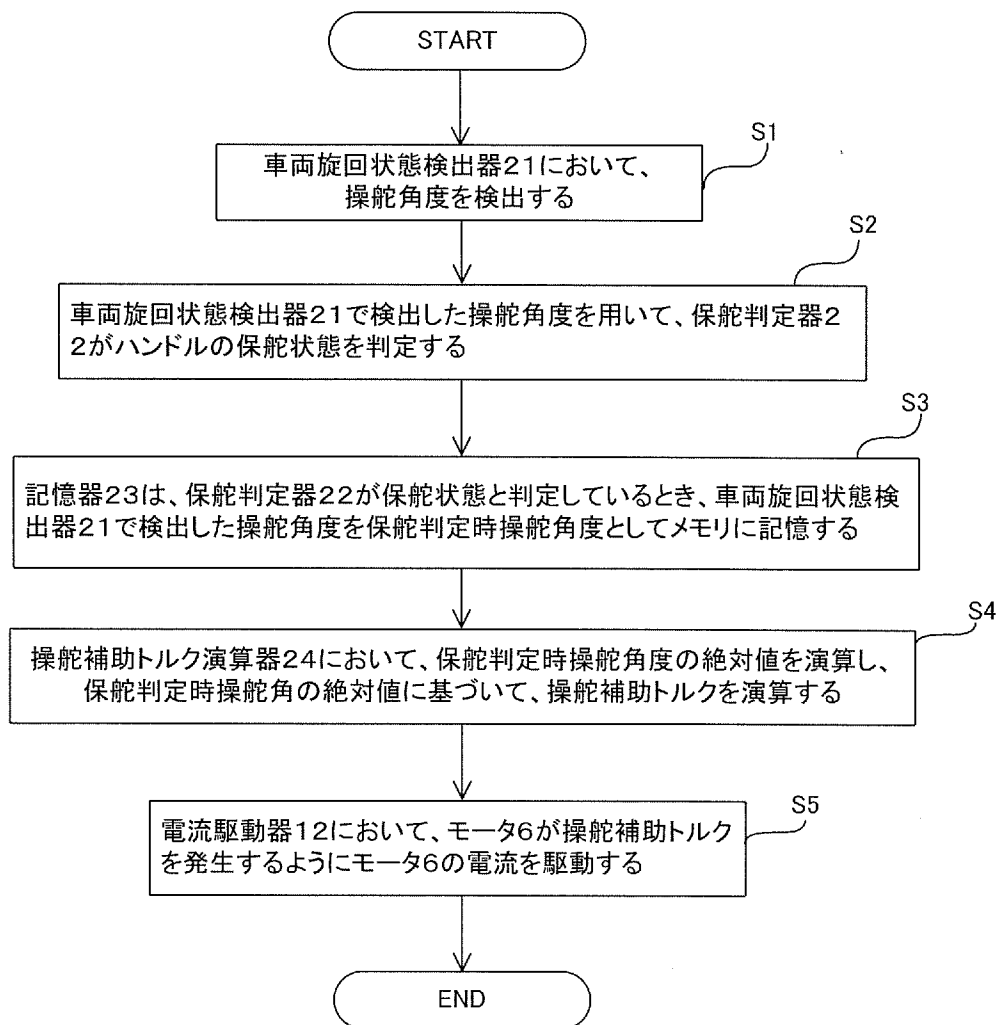 START
S1
車両旋回状態検出器21において、
操舵角度を検出する
S2
車両旋回状態検出器21で検出した操舵角度を用いて、保舵判定器2
2がハンドルの保舵状態を判定する
S3
記憶器23は、保舵判定器22が保舵状態と判定しているとき、車両旋回状態検
出器21で検出した操舵角度を保舵判定時操舵角度としてメモリに記憶する
S4
操舵補助トルク演算器24において、保舵判定時操舵角度の絶対値を演算し、
保舵判定時操舵角の絶対値に基づいて、操舵補助トルクを演算する
S5
電流駆動器12において、モータ6が操舵補助トルク
を発生するようにモータ6の電流を駆動する
END